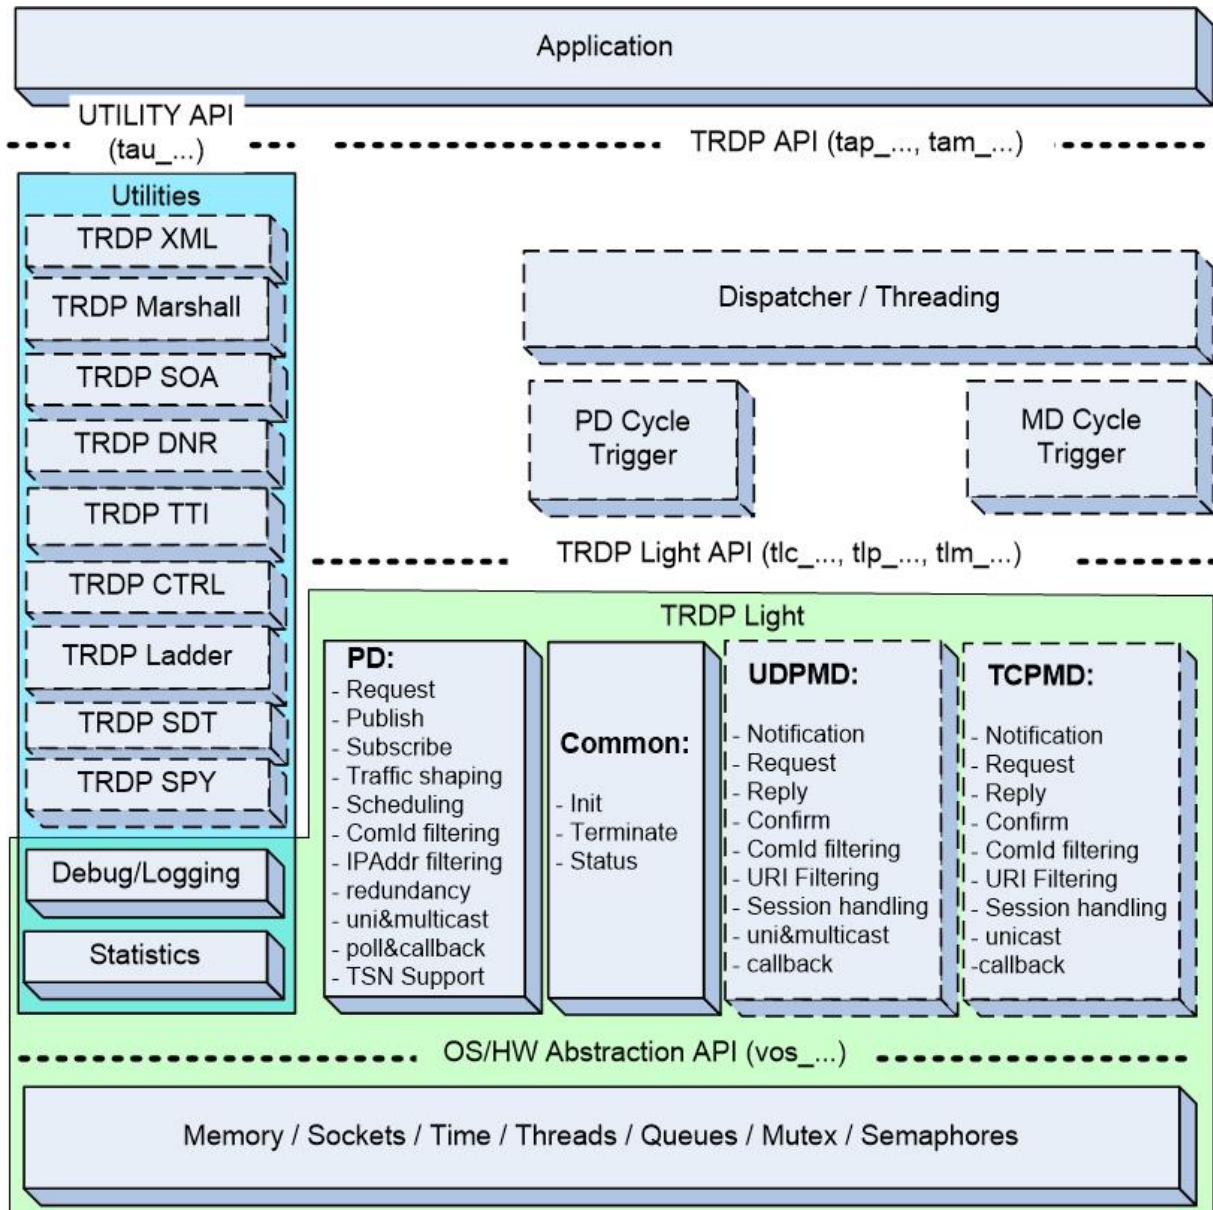 Application
UTILITY API
(tau_...)
TRDP API (tap_..., tam_...)
Utilities
TRDP XML
TRDP Marshall
TRDP SOA
TRDP DNR
TRDP TTI
TRDP CTRL
TRDP Ladder
TRDP SDT
TRDP SPY
Debug/Logging
Statistics
Dispatcher / Threading
PD Cycle
Trigger
MD Cycle
Trigger
TRDP Light API (tlc_..., tlp_..., tlm_...)
TRDP Light
PD:
- Request
- Publish
- Subscribe
- Traffic shaping
- Scheduling
- ComId filtering
- IPAddr filtering
- redundancy
- uni&multicast
- poll&callback
- TSN Support
Common:
- Init
- Terminate
- Status
UDPMD:
- Notification
- Request
- Reply
- Confirm
- ComId filtering
- URI Filtering
- Session handling
- uni&multicast
- callback
TCPMD:
- Notification
- Request
- Reply
- Confirm
- ComId filtering
- URI Filtering
- Session handling
- unicast
-callback
OS/HW Abstraction API (vos_...)
Memory / Sockets / Time / Threads / Queues / Mutex / Semaphores